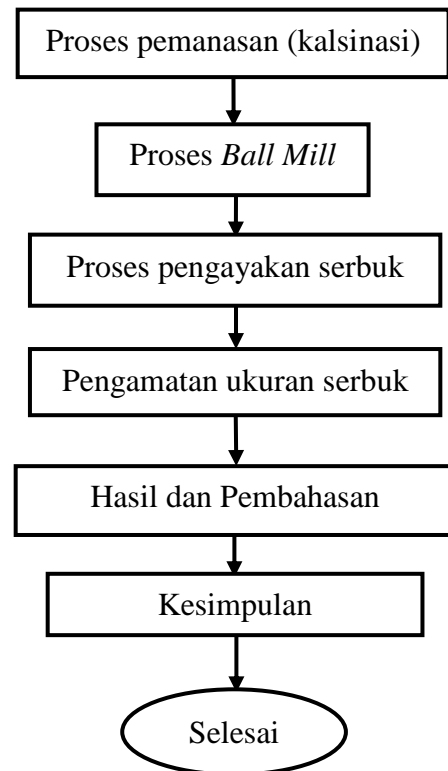 Proses pemanasan (kalsinasi)
Proses Ball Mill
Proses pengayakan serbuk
Pengamatan ukuran serbuk
Hasil dan Pembahasan
Kesimpulan
Selesai